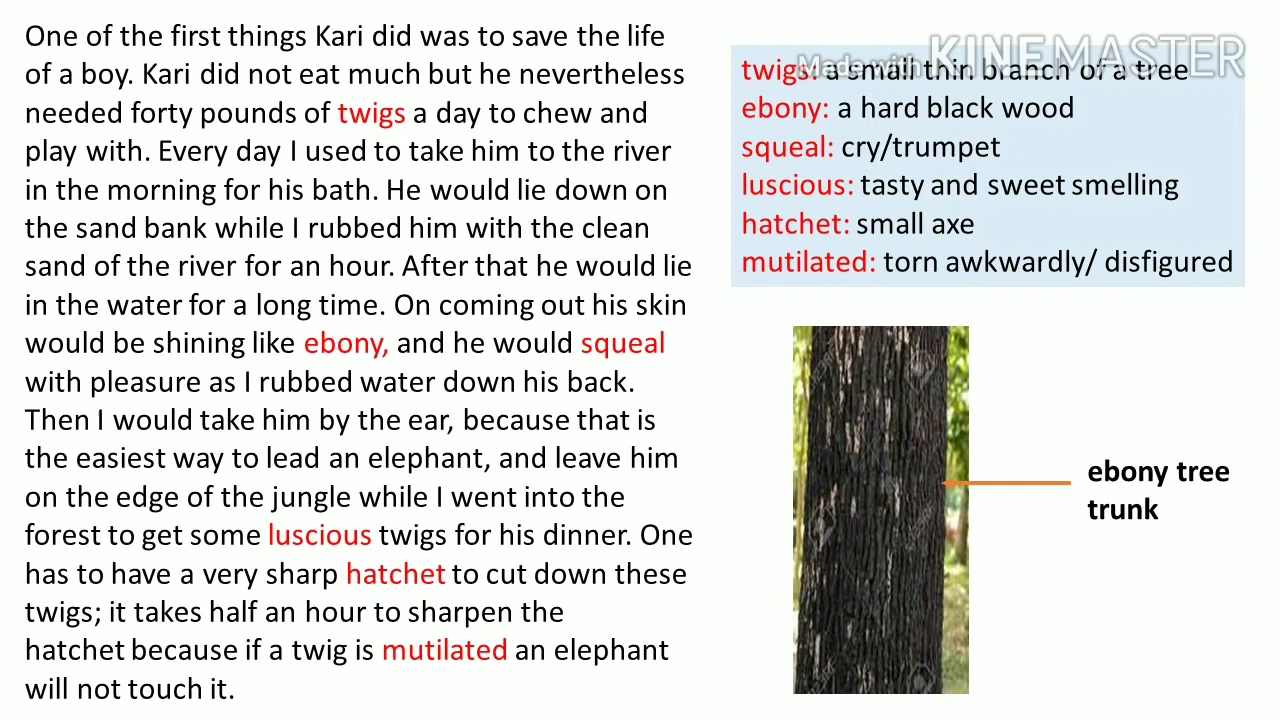 One of the first things Kari did was to save the life
of a boy. Kari did not eat much but he nevertheless
needed forty pounds of twigs a day to chew and
play with. Every day I used to take him to the river
in the morning for his bath. He would lie down on
the sand bank while I rubbed him with the clean
sand of the river for an hour. After that he would lie
in the water for a long time. On coming out his skin
would be shining like ebony, and he would squeal
with pleasure as I rubbed water down his back.
Then I would take him by the ear, because that is
the easiest way to lead an elephant, and leave him
on the edge of the jungle while I went into the
forest to get some luscious twigs for his dinner. One
has to have a very sharp hatchet to cut down these
twigs; it takes half an hour to sharpen the
hatchet because if a twig is mutilated an elephant
will not touch it.
Made with KINEMASTER
twigs: a small thin branch of a tree
ebony: a hard black wood
squeal: cry/trumpet
luscious: tasty and sweet smelling
hatchet: small axe
mutilated: torn awkwardly/ disfigured
ebony tree
trunk